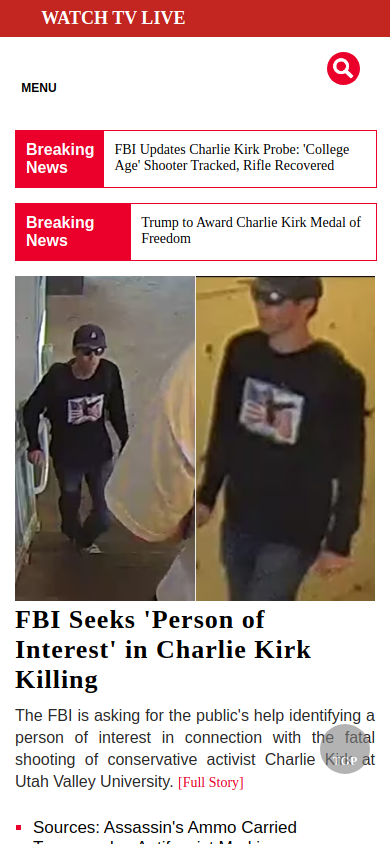 WATCH TV LIVE
MENU
Breaking
News
FBI Updates Charlie Kirk Probe: 'College
Age' Shooter Tracked, Rifle Recovered
Breaking
News
Trump to Award Charlie Kirk Medal of
Freedom
FBI Seeks 'Person of
Interest' in Charlie Kirk
Killing
The FBI is asking for the public's help identifying a
person of interest in connection with the fatal
shooting of conservative activist Charlie Kirk at
Utah Valley University. [Full Story]
TOP
Sources: Assassin's Ammo Carried